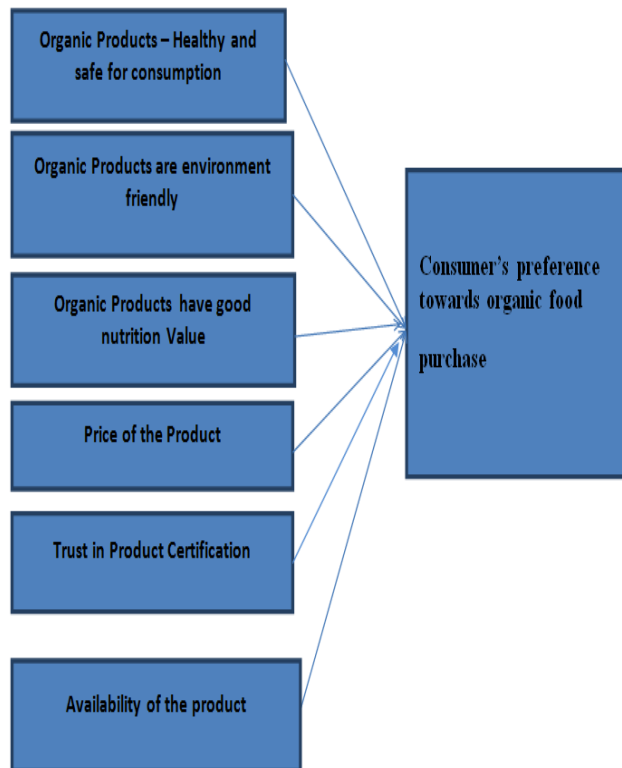 Organic Products – Healthy and
safe for consumption
Organic Products are environment
friendly
Organic Products have good
nutrition Value
Price of the Product
Trust in Product Certification
Availability of the product
Consumer's preference
towards organic food
purchase